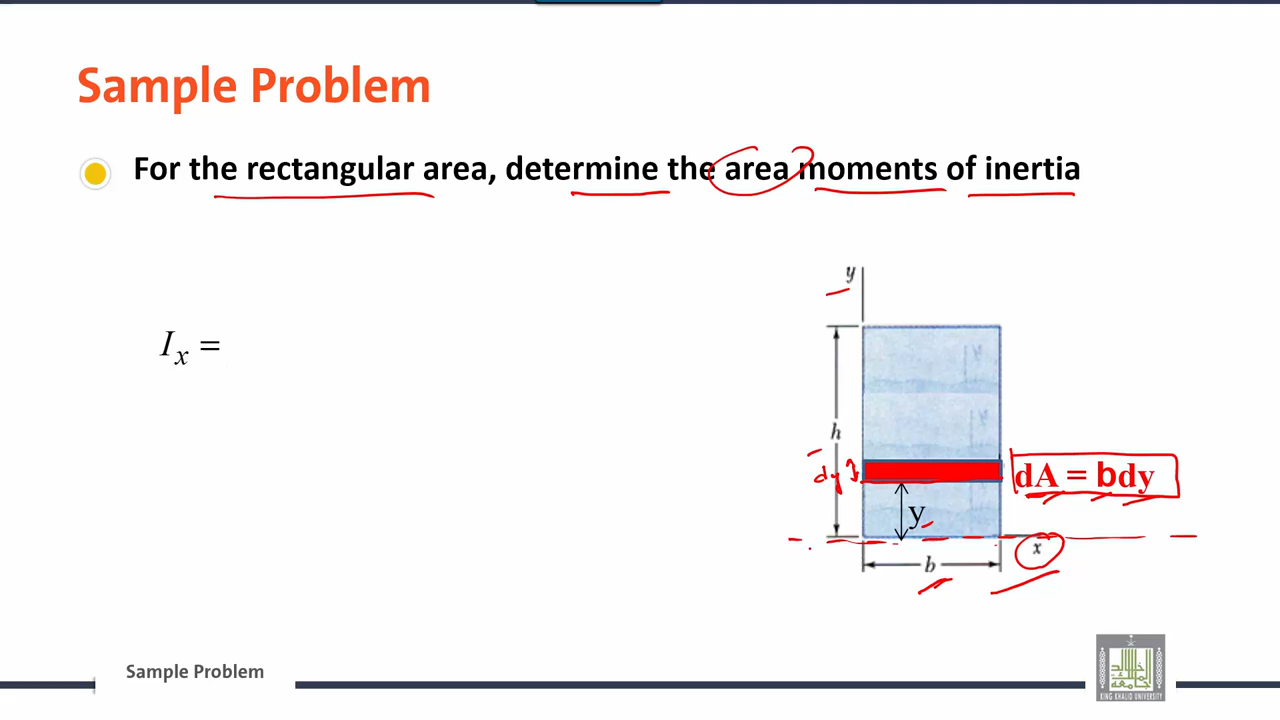 Sample Problem
For the rectangular area, determine the area moments of inertia
y
I x =
h
dy
dA = bdy
y
x
b
Sample Problem
KING KHALID UNIVERSITY